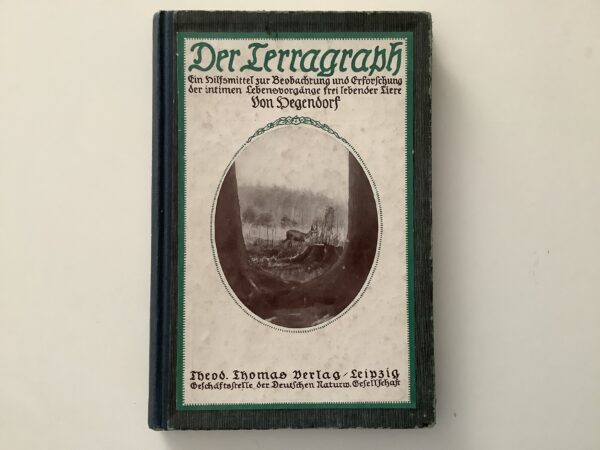 Der Terragraph
Ein Hilfsmittel zur Beobachtung und Erforschung
der intimen Lebensvorgänge frei lebender Tiere
Von Hegendorf
Theod. Thomas Verlag / Leipzig
Geschäftsstelle der Deutschen Naturw. Gesellschaft